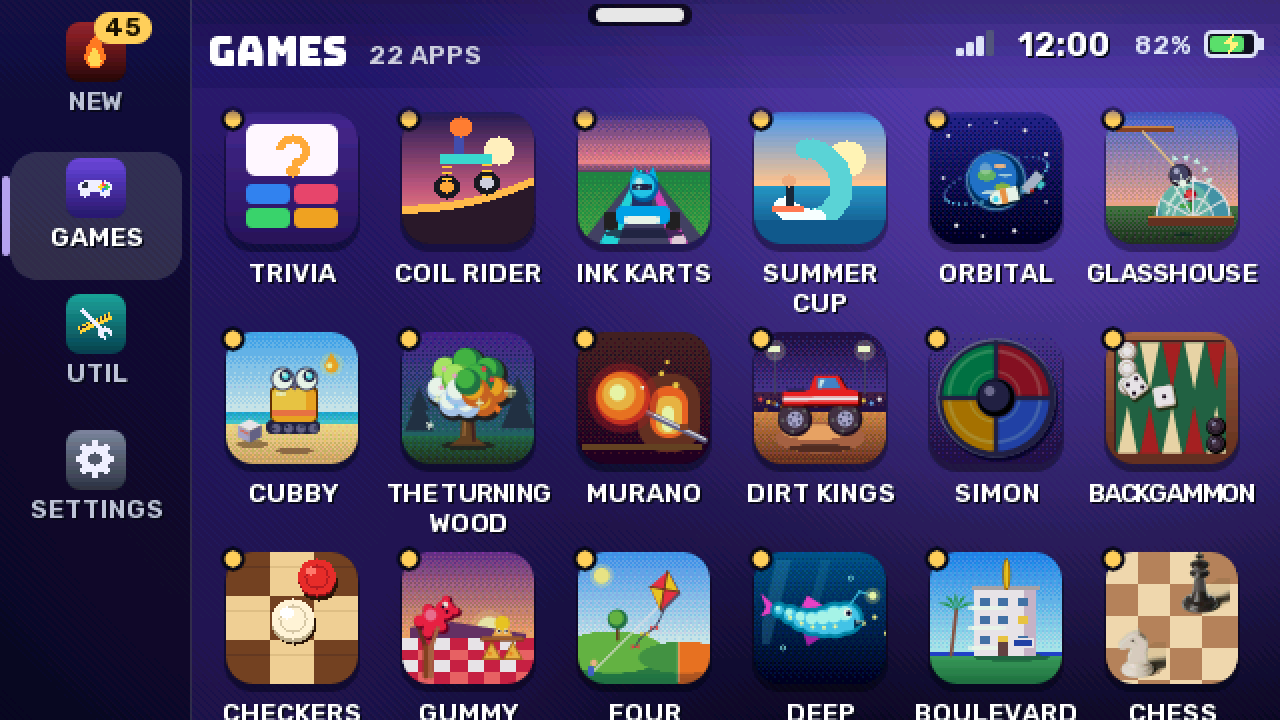 45
NEW
GAMES
UTIL
SETTINGS
GAMES 22 APPS
12:00 82%
?
TRIVIA
COIL RIDER
INK KARTS
SUMMER
CUP
ORBITAL
GLASSHOUSE
CUBBY
THE TURNING
WOOD
MURANO
DIRT KINGS
SIMON
BACKGAMMON
CHECKERS
GUMMY
FOUR
DEEP
BOULEVARD
CHESS